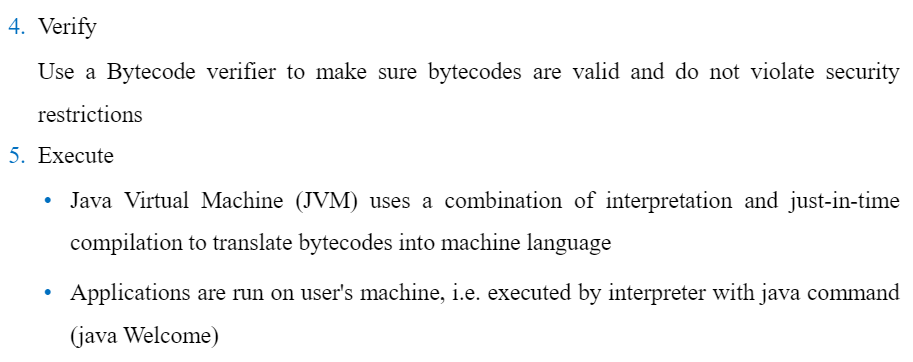 4. Verify
Use a Bytecode verifier to make sure bytecodes are valid and do not violate security
restrictions
5. Execute
• Java Virtual Machine (JVM) uses a combination of interpretation and just-in-time
compilation to translate bytecodes into machine language
• Applications are run on user's machine, i.e. executed by interpreter with java command
(java Welcome)